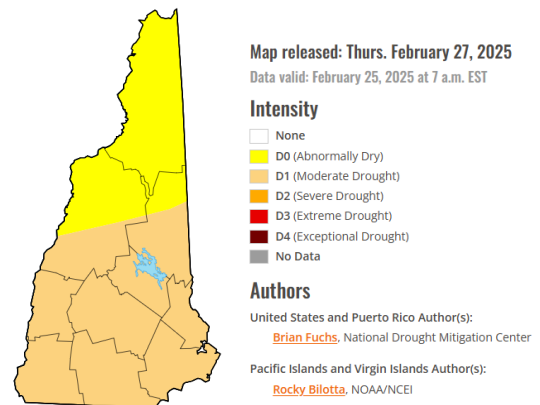 Map released: Thurs. February 27, 2025
Data valid: February 25, 2025 at 7 a.m. EST
Intensity
None
D0 (Abnormally Dry)
D1 (Moderate Drought)
D2 (Severe Drought)
D3 (Extreme Drought)
D4 (Exceptional Drought)
No Data
Authors
United States and Puerto Rico Author(s):
Brian Fuchs, National Drought Mitigation Center
Pacific Islands and Virgin Islands Author(s):
Rocky Bilotta, NOAA/NCEI